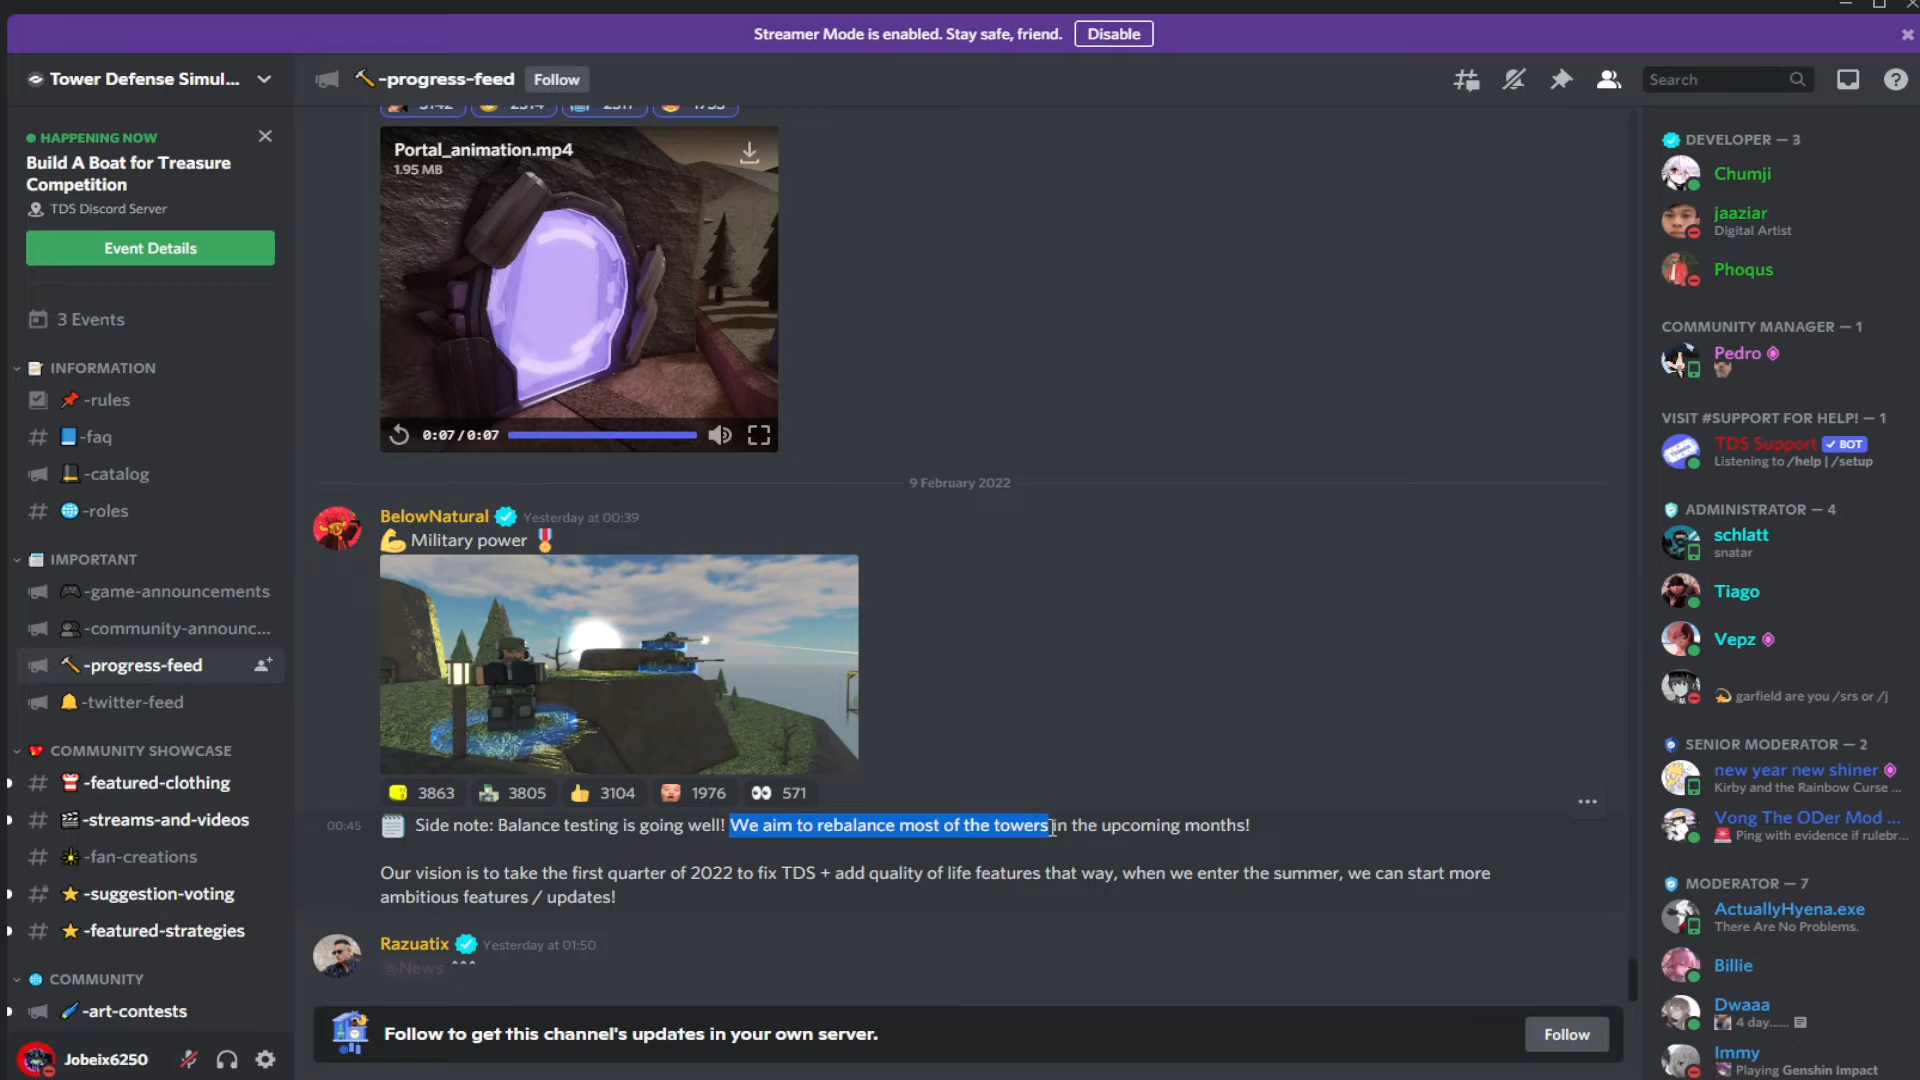 Streamer Mode is enabled. Stay safe, friend.
Disable
Tower Defense Simul...
-progress-feed
Follow
Search
HAPPENING NOW
Build A Boat for Treasure
Competition
TDS Discord Server
Event Details
3 Events
INFORMATION
-rules
-faq
-catalog
-roles
IMPORTANT
-game-announcements
-community-announc...
-progress-feed
-twitter-feed
COMMUNITY SHOWCASE
-featured-clothing
-streams-and-videos
-fan-creations
-suggestion-voting
-featured-strategies
COMMUNITY
-art-contests
Jobeix6250
Portal_animation.mp4
1.95 MB
0:07/0:07
9 February 2022
BelowNatural Yesterday at 00:39
Military power
3863 3805 3104 1976 571
00:45 Side note: Balance testing is going well! We aim to rebalance most of the towers in the upcoming months!
Our vision is to take the first quarter of 2022 to fix TDS + add quality of life features that way, when we enter the summer, we can start more
ambitious features / updates!
Razuatix Yesterday at 01:50
@News ^^^
Follow to get this channel's updates in your own server.
Follow
DEVELOPER — 3
Chumji
jaaziar
Digital Artist
Phoqus
COMMUNITY MANAGER — 1
Pedro
VISIT #SUPPORT FOR HELP! — 1
TDS Support BOT
Listening to /help | /setup
ADMINISTRATOR — 4
schlatt
snatar
Tiago
Vepz
garfield are you /srs or /j
SENIOR MODERATOR — 2
new year new shiner
Kirby and the Rainbow Curse ...
Vong The ODer Mod ...
Ping with evidence if rulebr...
MODERATOR — 7
ActuallyHyena.exe
There Are No Problems.
Billie
Dwaaa
4 day......
Immy
Playing Genshin Impact